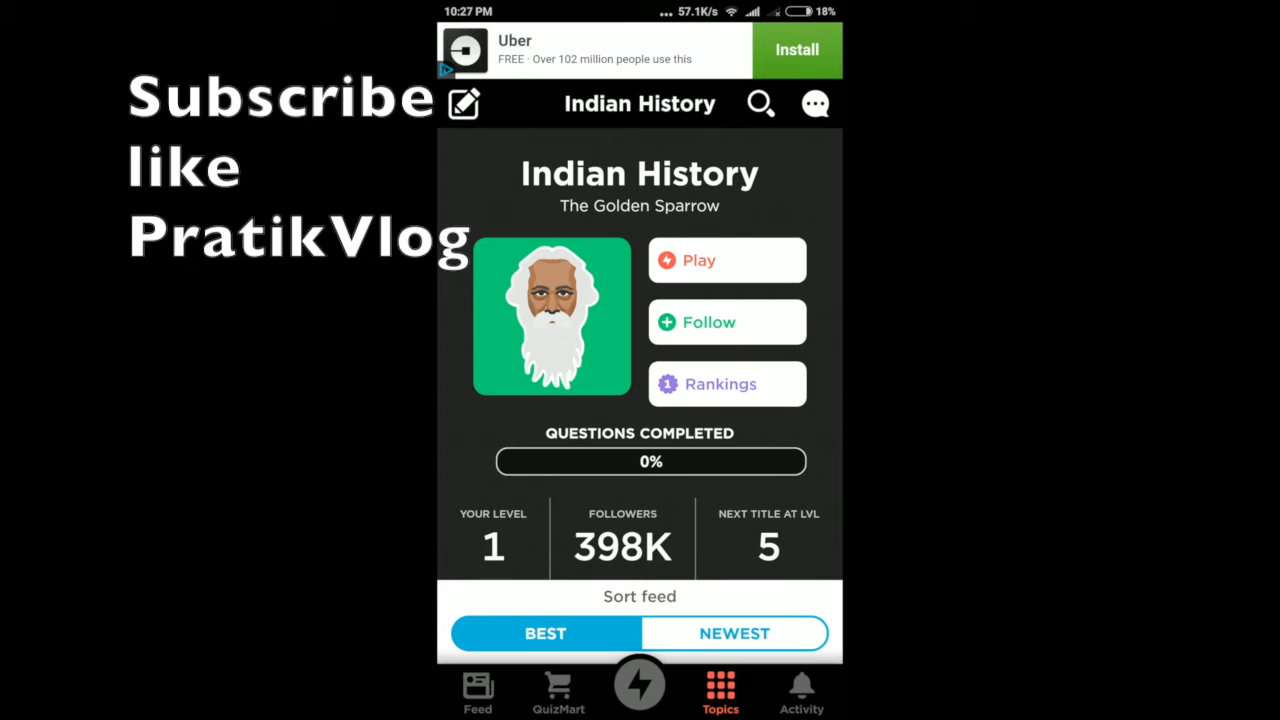 10:27 PM
... 57.1K/s 18%
Uber
FREE · Over 102 million people use this
Install
Subscribe
like
PratikVlog
Indian History
Indian History
The Golden Sparrow
Play
Follow
1 Rankings
QUESTIONS COMPLETED
0%
YOUR LEVEL FOLLOWERS NEXT TITLE AT LVL
1 398K 5
Sort feed
BEST NEWEST
Feed QuizMart Topics Activity